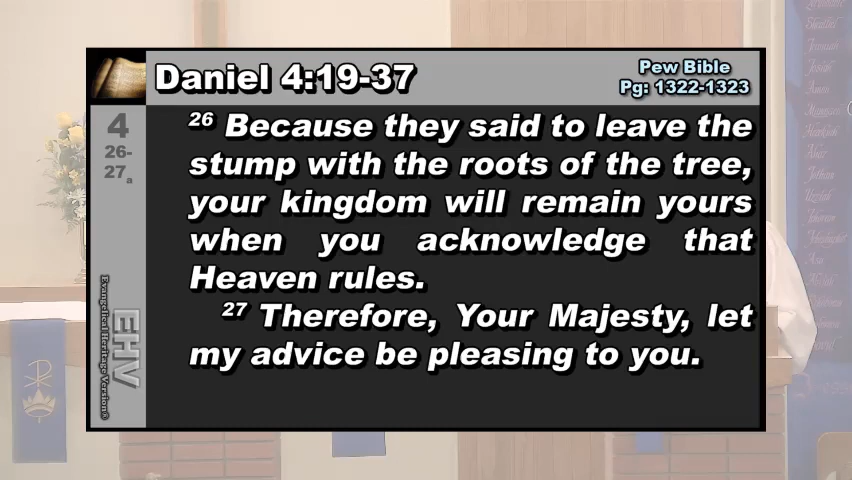 Daniel 4:19-37
Pew Bible
Pg: 1322-1323
4
26-
27a
26 Because they said to leave the
stump with the roots of the tree,
your kingdom will remain yours
when you acknowledge that
Heaven rules.
27 Therefore, Your Majesty, let
my advice be pleasing to you.
EHV
Evangelical Heritage Version®